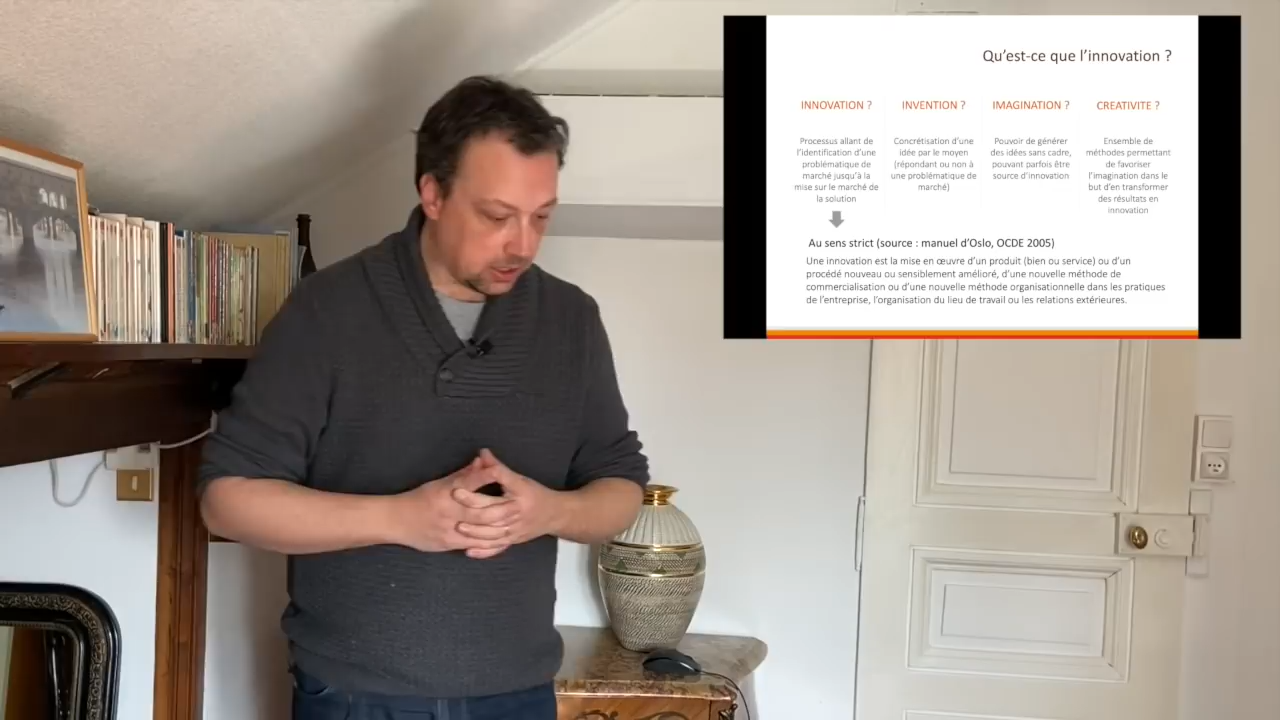 Qu'est-ce que l'innovation ?
INNOVATION ?
Processus allant de
l'identification d'une
problématique de
marché jusqu'à la
mise sur le marché de
la solution
INVENTION ?
Concrétisation d'une
idée par le moyen
(répondant ou non à
une problématique de
marché)
IMAGINATION ?
Pouvoir de générer
des idées sans cadre,
pouvant parfois être
source d'innovation
CREATIVITE ?
Ensemble de
méthodes permettant
de favoriser
l'imagination dans le
but d'en transformer
des résultats en
innovation
Au sens strict (source : manuel d'Oslo, OCDE 2005)
Une innovation est la mise en œuvre d'un produit (bien ou service) ou d'un
procédé nouveau ou sensiblement amélioré, d'une nouvelle méthode de
commercialisation ou d'une nouvelle méthode organisationnelle dans les pratiques
de l'entreprise, l'organisation du lieu de travail ou les relations extérieures.